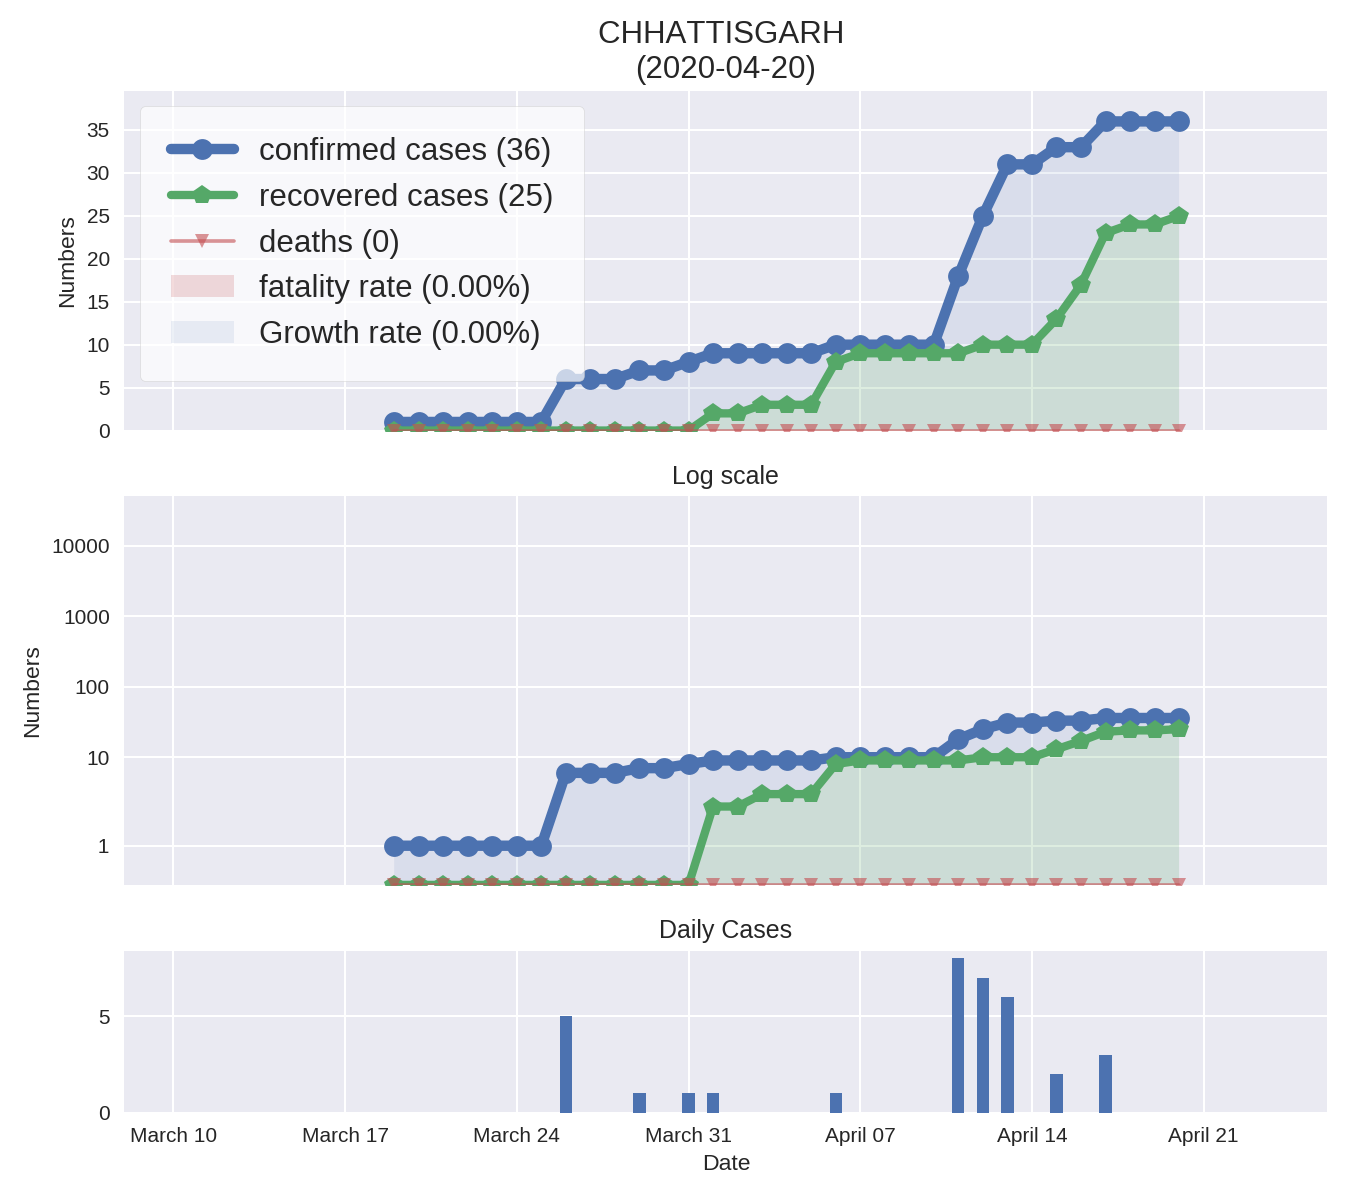 CHHATTISGARH
(2020-04-20)
confirmed cases (36)
recovered cases (25)
deaths (0)
fatality rate (0.00%)
Growth rate (0.00%)
Numbers
35
30
25
20
15
10
5
0
Log scale
Numbers
10000
1000
100
10
1
Daily Cases
5
0
March 10 March 17 March 24 March 31 April 07 April 14 April 21
Date